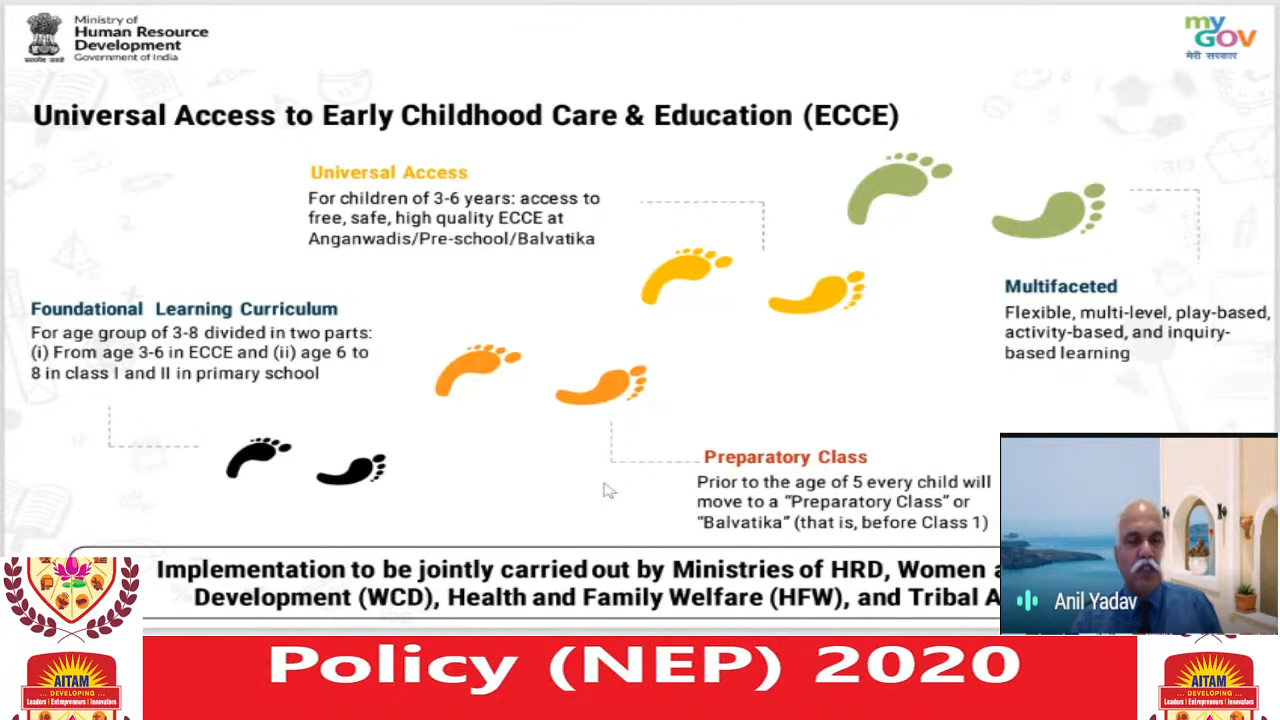 Ministry of
Human Resource
Development
Government of India
सत्यमेव जयते
my
GOV
मेरी सरकार
Universal Access to Early Childhood Care & Education (ECCE)
Universal Access
For children of 3-6 years: access to
free, safe, high quality ECCE at
Anganwadis/Pre-school/Balvatika
Foundational Learning Curriculum
For age group of 3-8 divided in two parts:
(i) From age 3-6 in ECCE and (ii) age 6 to
8 in class I and II in primary school
Multifaceted
Flexible, multi-level, play-based,
activity-based, and inquiry-
based learning
Preparatory Class
Prior to the age of 5 every child will
move to a “Preparatory Class” or
“Balvatika” (that is, before Class 1)
Implementation to be jointly carried out by Ministries of HRD, Women
Development (WCD), Health and Family Welfare (HFW), and Tribal A
Anil Yadav
Policy (NEP) 2020
AITAM
... DEVELOPING ...
Leaders | Entrepreneurs | Innovators
AITAM
... DEVELOPING ...
Leaders | Entrepreneurs | Innovators